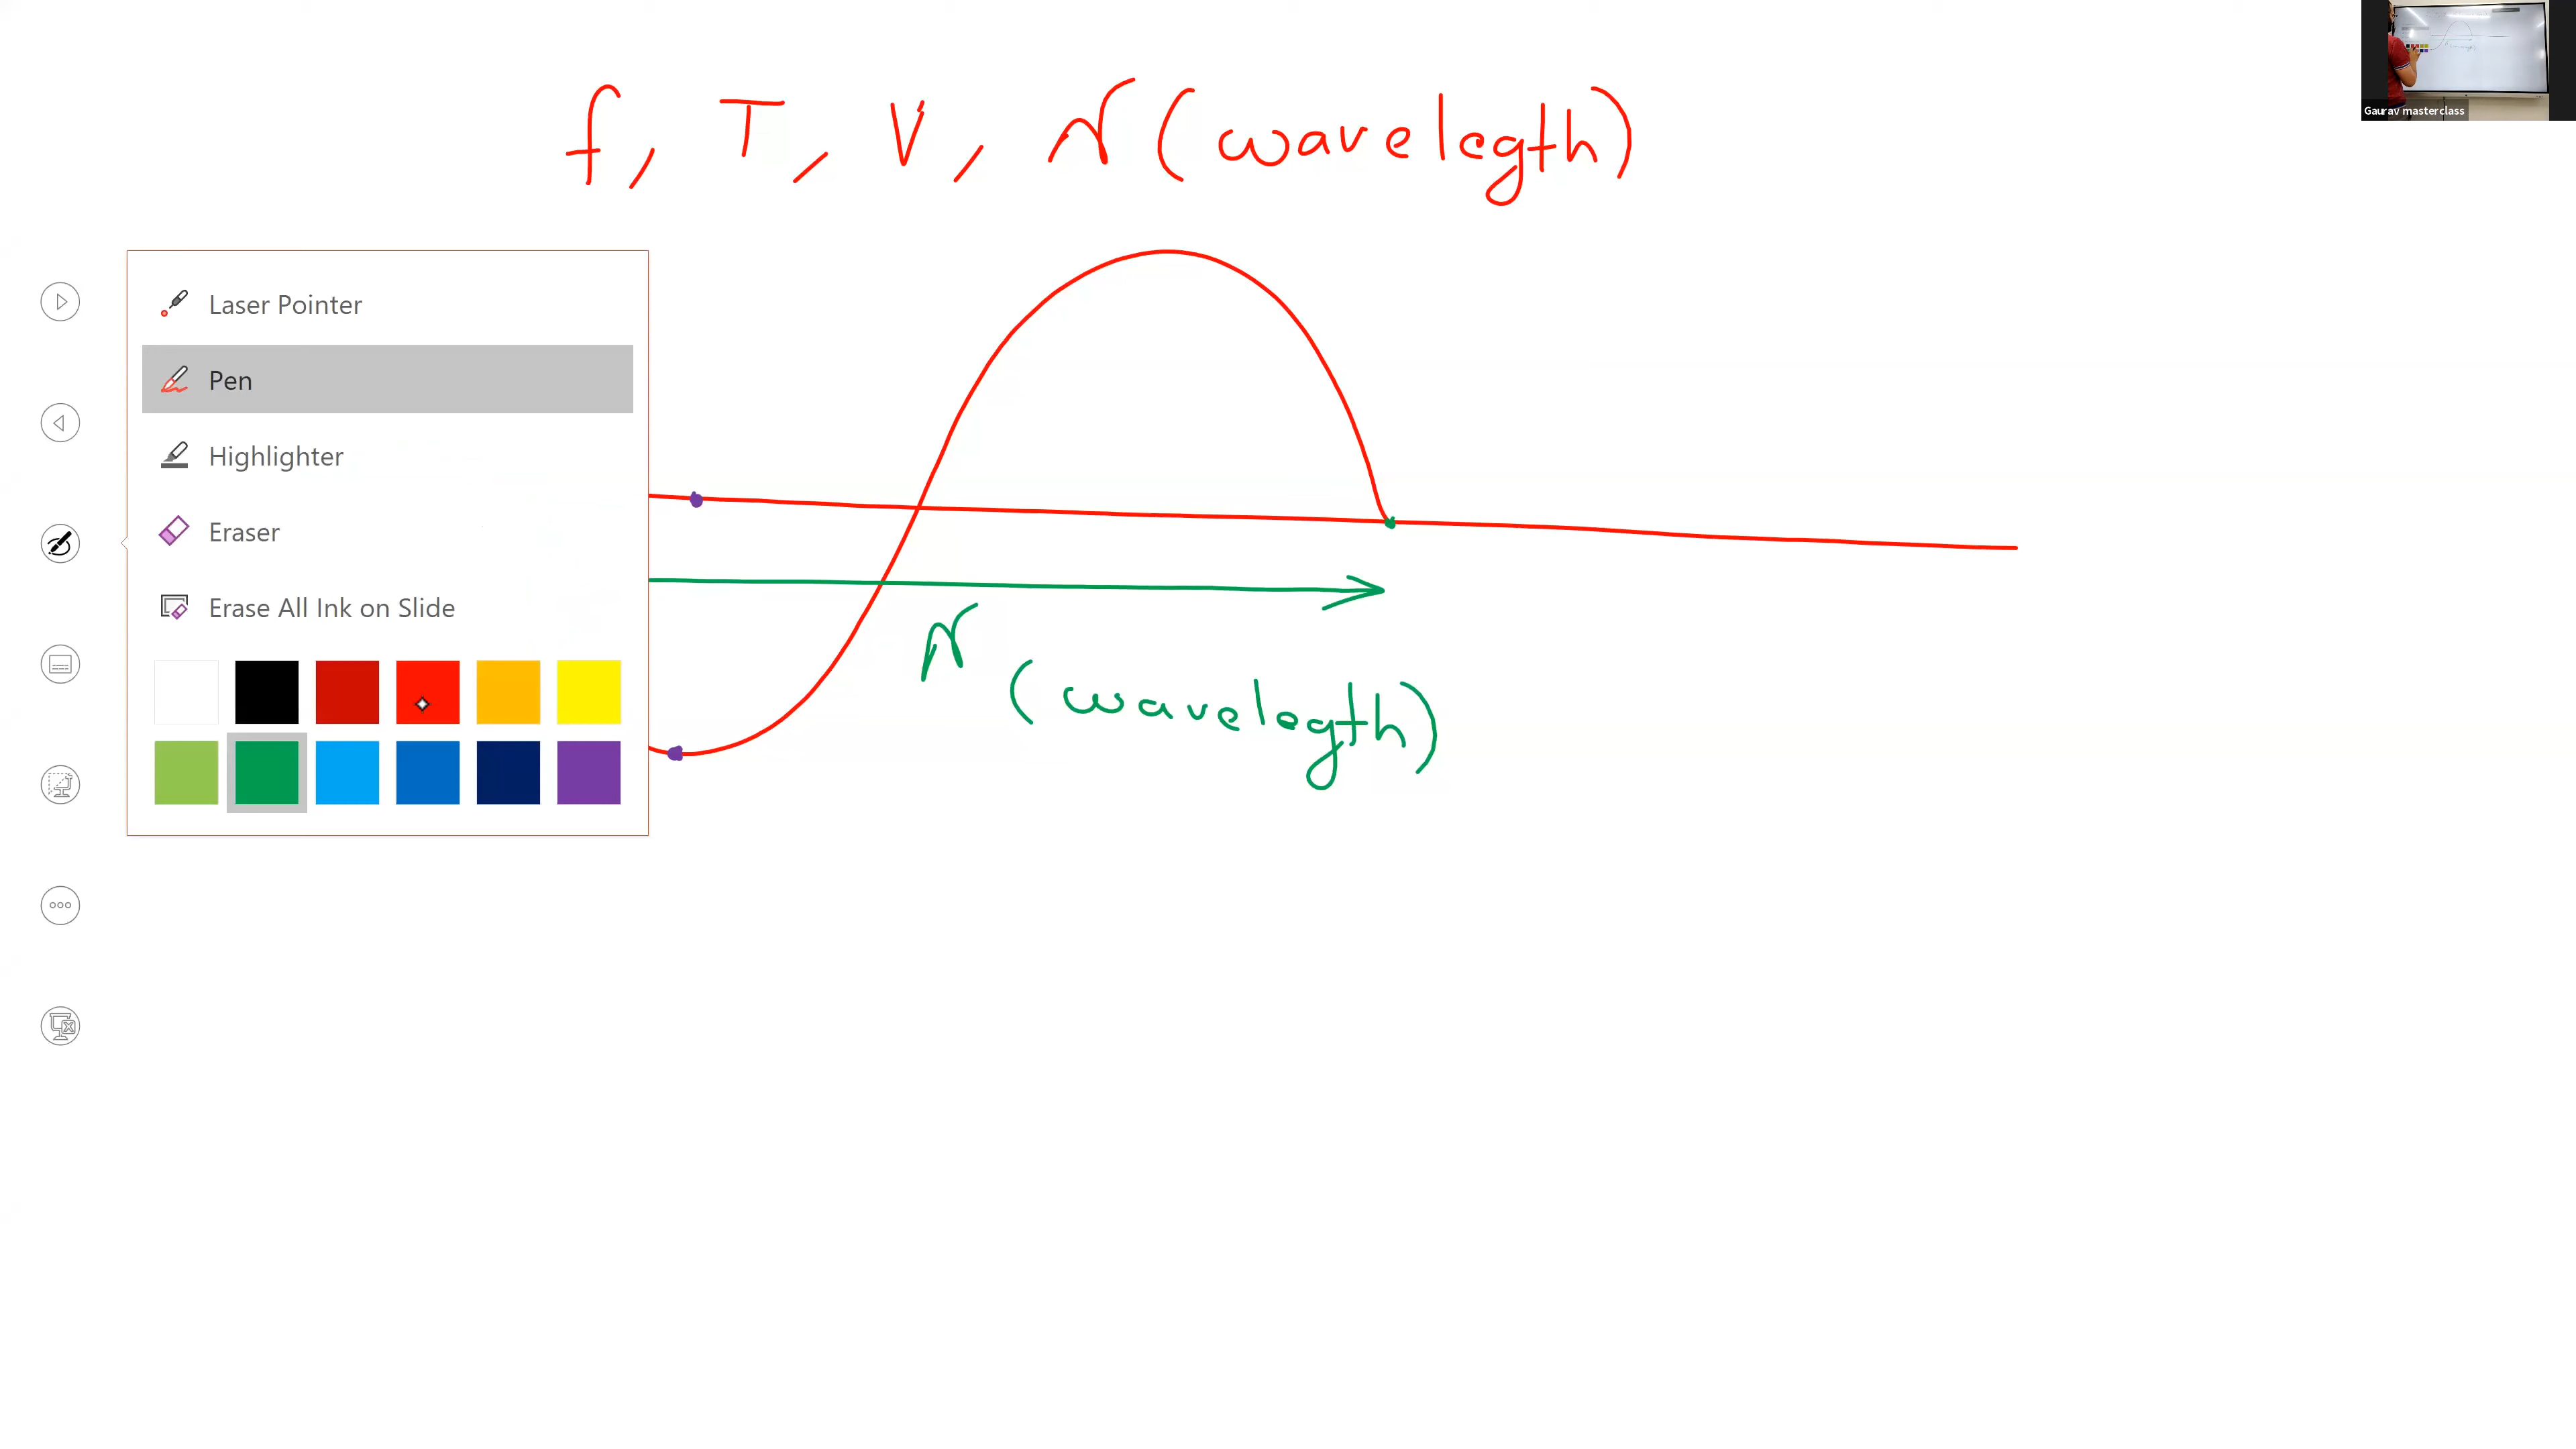 Gaurav masterclass
f, T, V, λ (wavelegth)
Laser Pointer
Pen
Highlighter
Eraser
Erase All Ink on Slide
λ
(wavelegth)